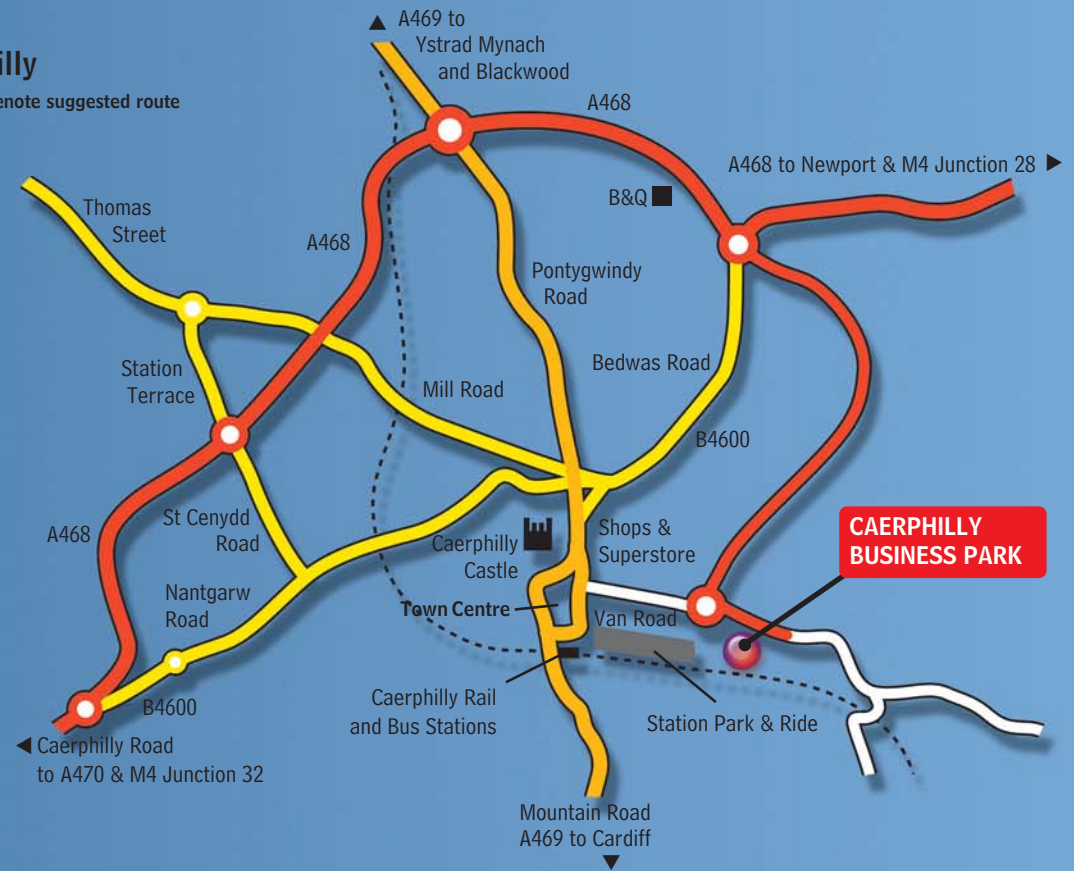 A469 to
Ystrad Mynach
and Blackwood
suggested route
A468
A468 to Newport & M4 Junction 28
B&Q
Thomas
Street
A468
Pontygwindy
Road
Station
Terrace
Mill Road
Bedwas Road
B4600
A468
St Cenydd
Road
Caerphilly
Castle
Shops &
Superstore
CAERPHILLY
BUSINESS PARK
Nantgarw
Road
Town Centre
Van Road
B4600
Caerphilly Rail
and Bus Stations
Station Park & Ride
Caerphilly Road
to A470 & M4 Junction 32
Mountain Road
A469 to Cardiff